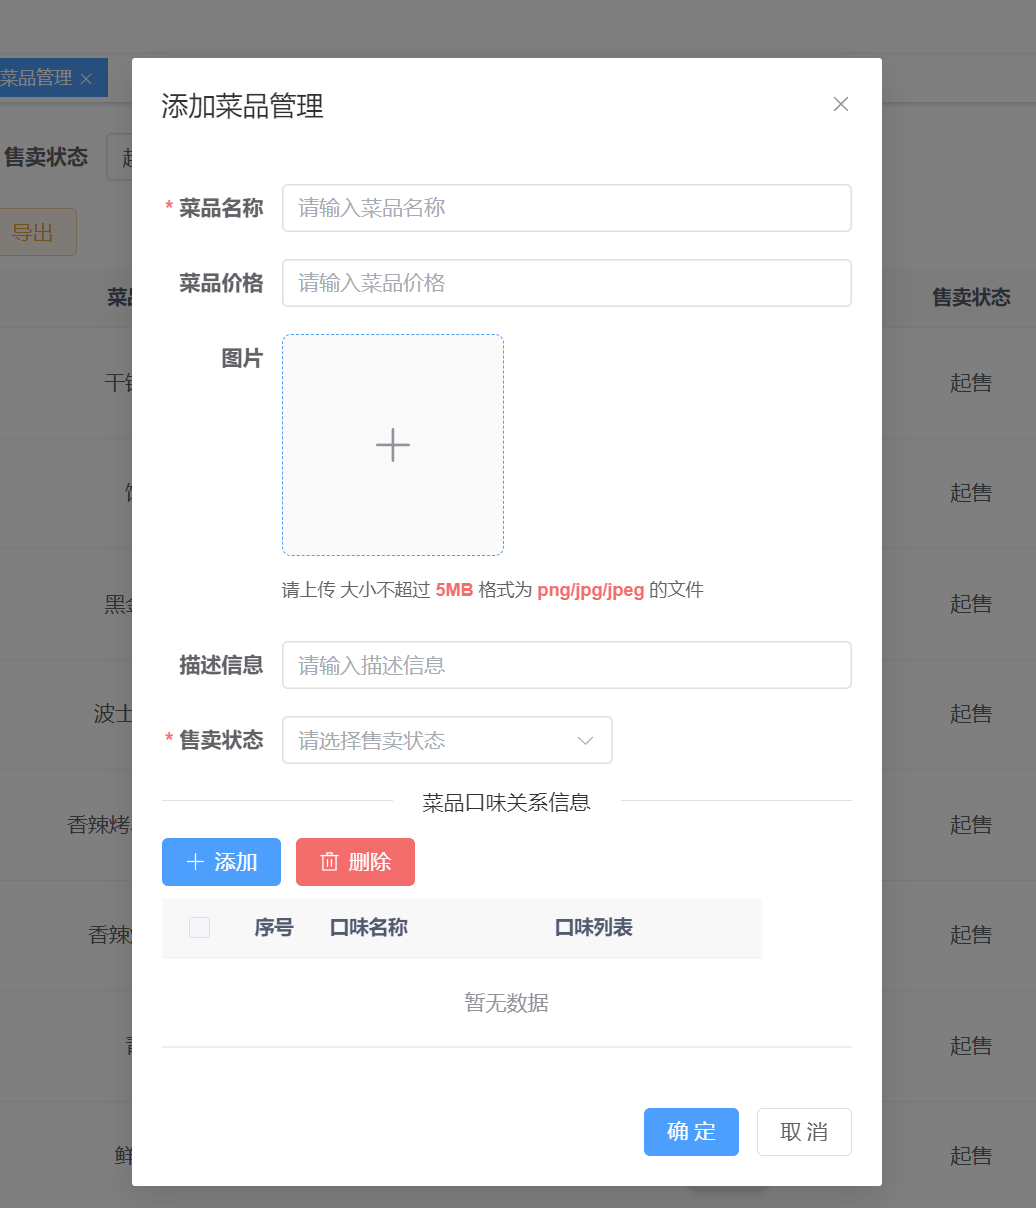 菜品管理
添加菜品管理
售卖状态
* 菜品名称 请输入菜品名称
导出
菜品价格 请输入菜品价格
售卖状态
图片
起售
起售
请上传 大小不超过 5MB 格式为 png/jpg/jpeg 的文件
起售
描述信息 请输入描述信息
波士
起售
* 售卖状态 请选择售卖状态
菜品口味关系信息
香辣烤
起售
添加 删除
序号 口味名称 口味列表
香辣
起售
暂无数据
起售
确 定 取 消
起售